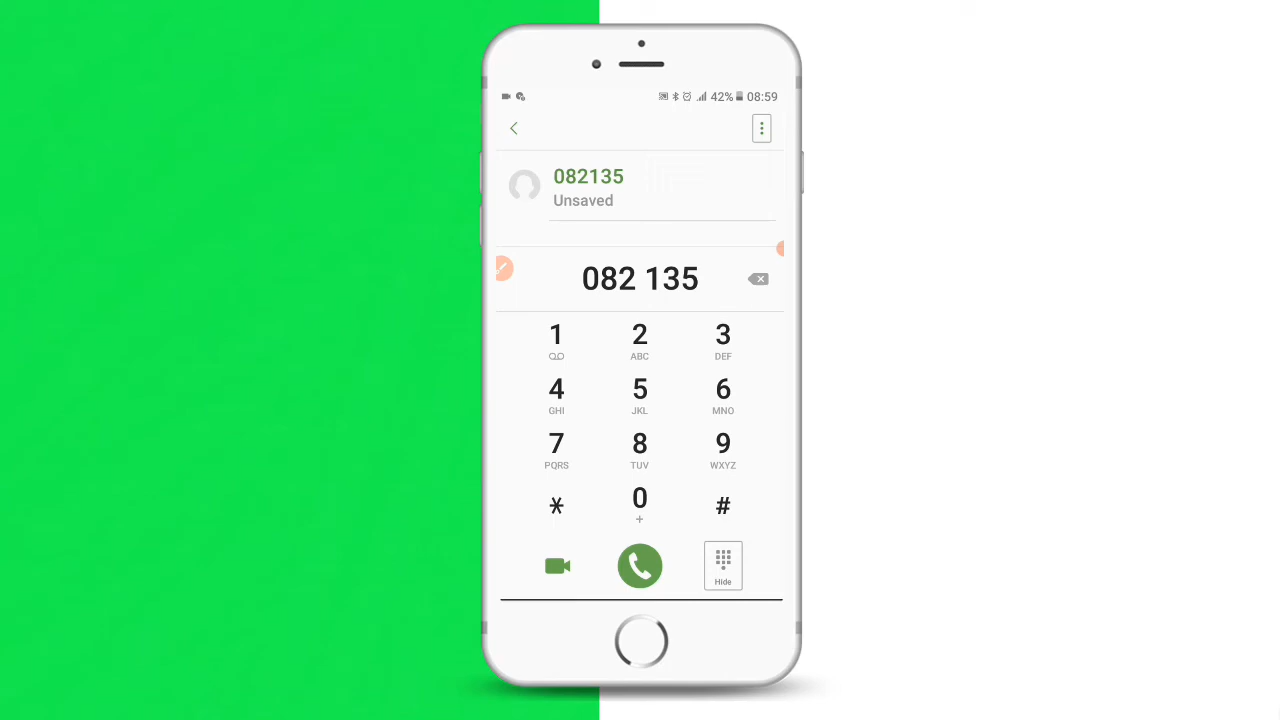 42% 08:59
082135
Unsaved
082 135
1 2 3
ABC DEF
4 5 6
GHI JKL MNO
7 8 9
PQRS TUV WXYZ
* 0 #
+
Hide